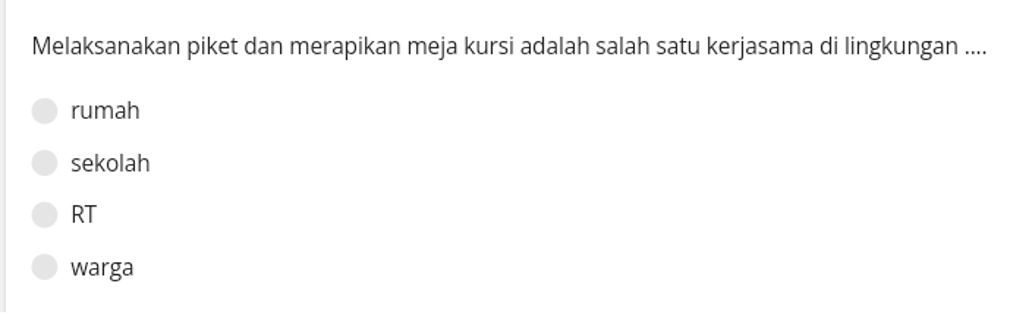 Melaksanakan piket dan merapikan meja kursi adalah salah satu kerjasama di lingkungan ....
rumah
sekolah
RT
warga